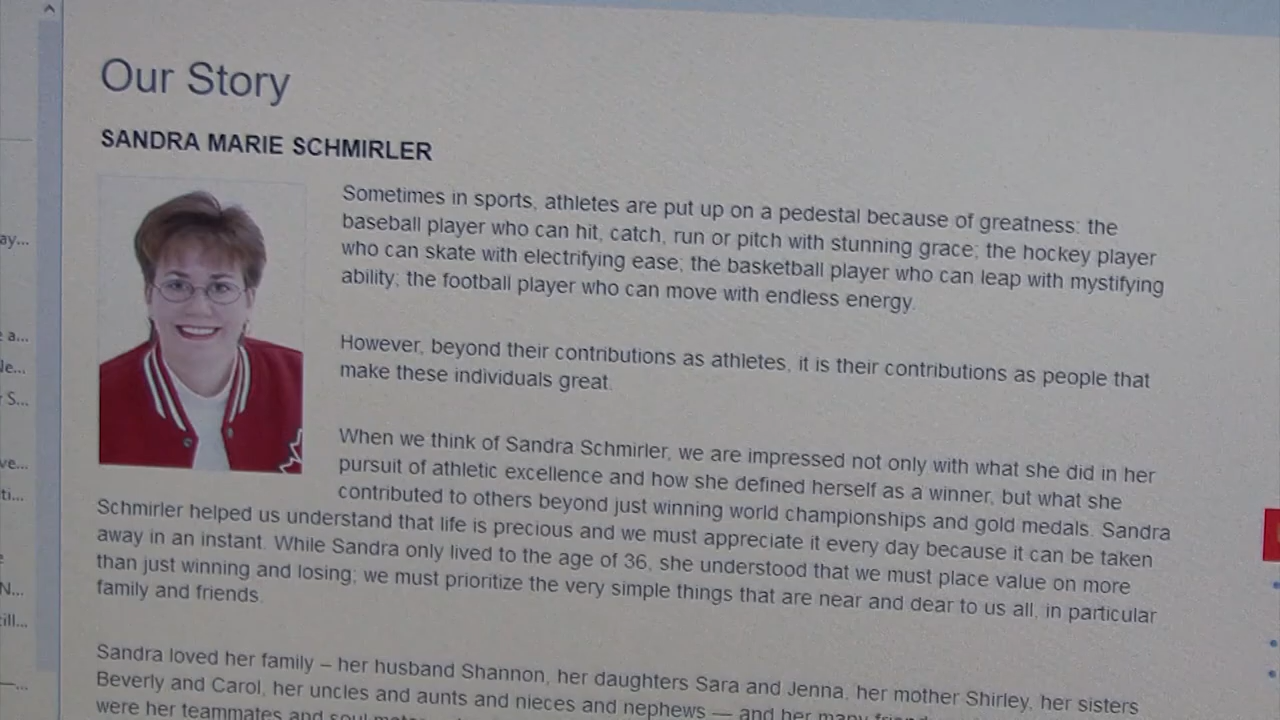 Our Story
SANDRA MARIE SCHMIRLER
Sometimes in sports, athletes are put up on a pedestal because of greatness: the
baseball player who can hit, catch, run or pitch with stunning grace; the hockey player
who can skate with electrifying ease; the basketball player who can leap with mystifying
ability; the football player who can move with endless energy.
However, beyond their contributions as athletes, it is their contributions as people that
make these individuals great.
When we think of Sandra Schmirler, we are impressed not only with what she did in her
pursuit of athletic excellence and how she defined herself as a winner, but what she
contributed to others beyond just winning world championships and gold medals. Sandra
Schmirler helped us understand that life is precious and we must appreciate it every day because it can be taken
away in an instant. While Sandra only lived to the age of 36, she understood that we must place value on more
than just winning and losing; we must prioritize the very simple things that are near and dear to us all, in particular
family and friends.
Sandra loved her family – her husband Shannon, her daughters Sara and Jenna, her mother Shirley, her sisters
Beverly and Carol, her uncles and aunts and nieces and nephews — and her many
were her teammates and soul